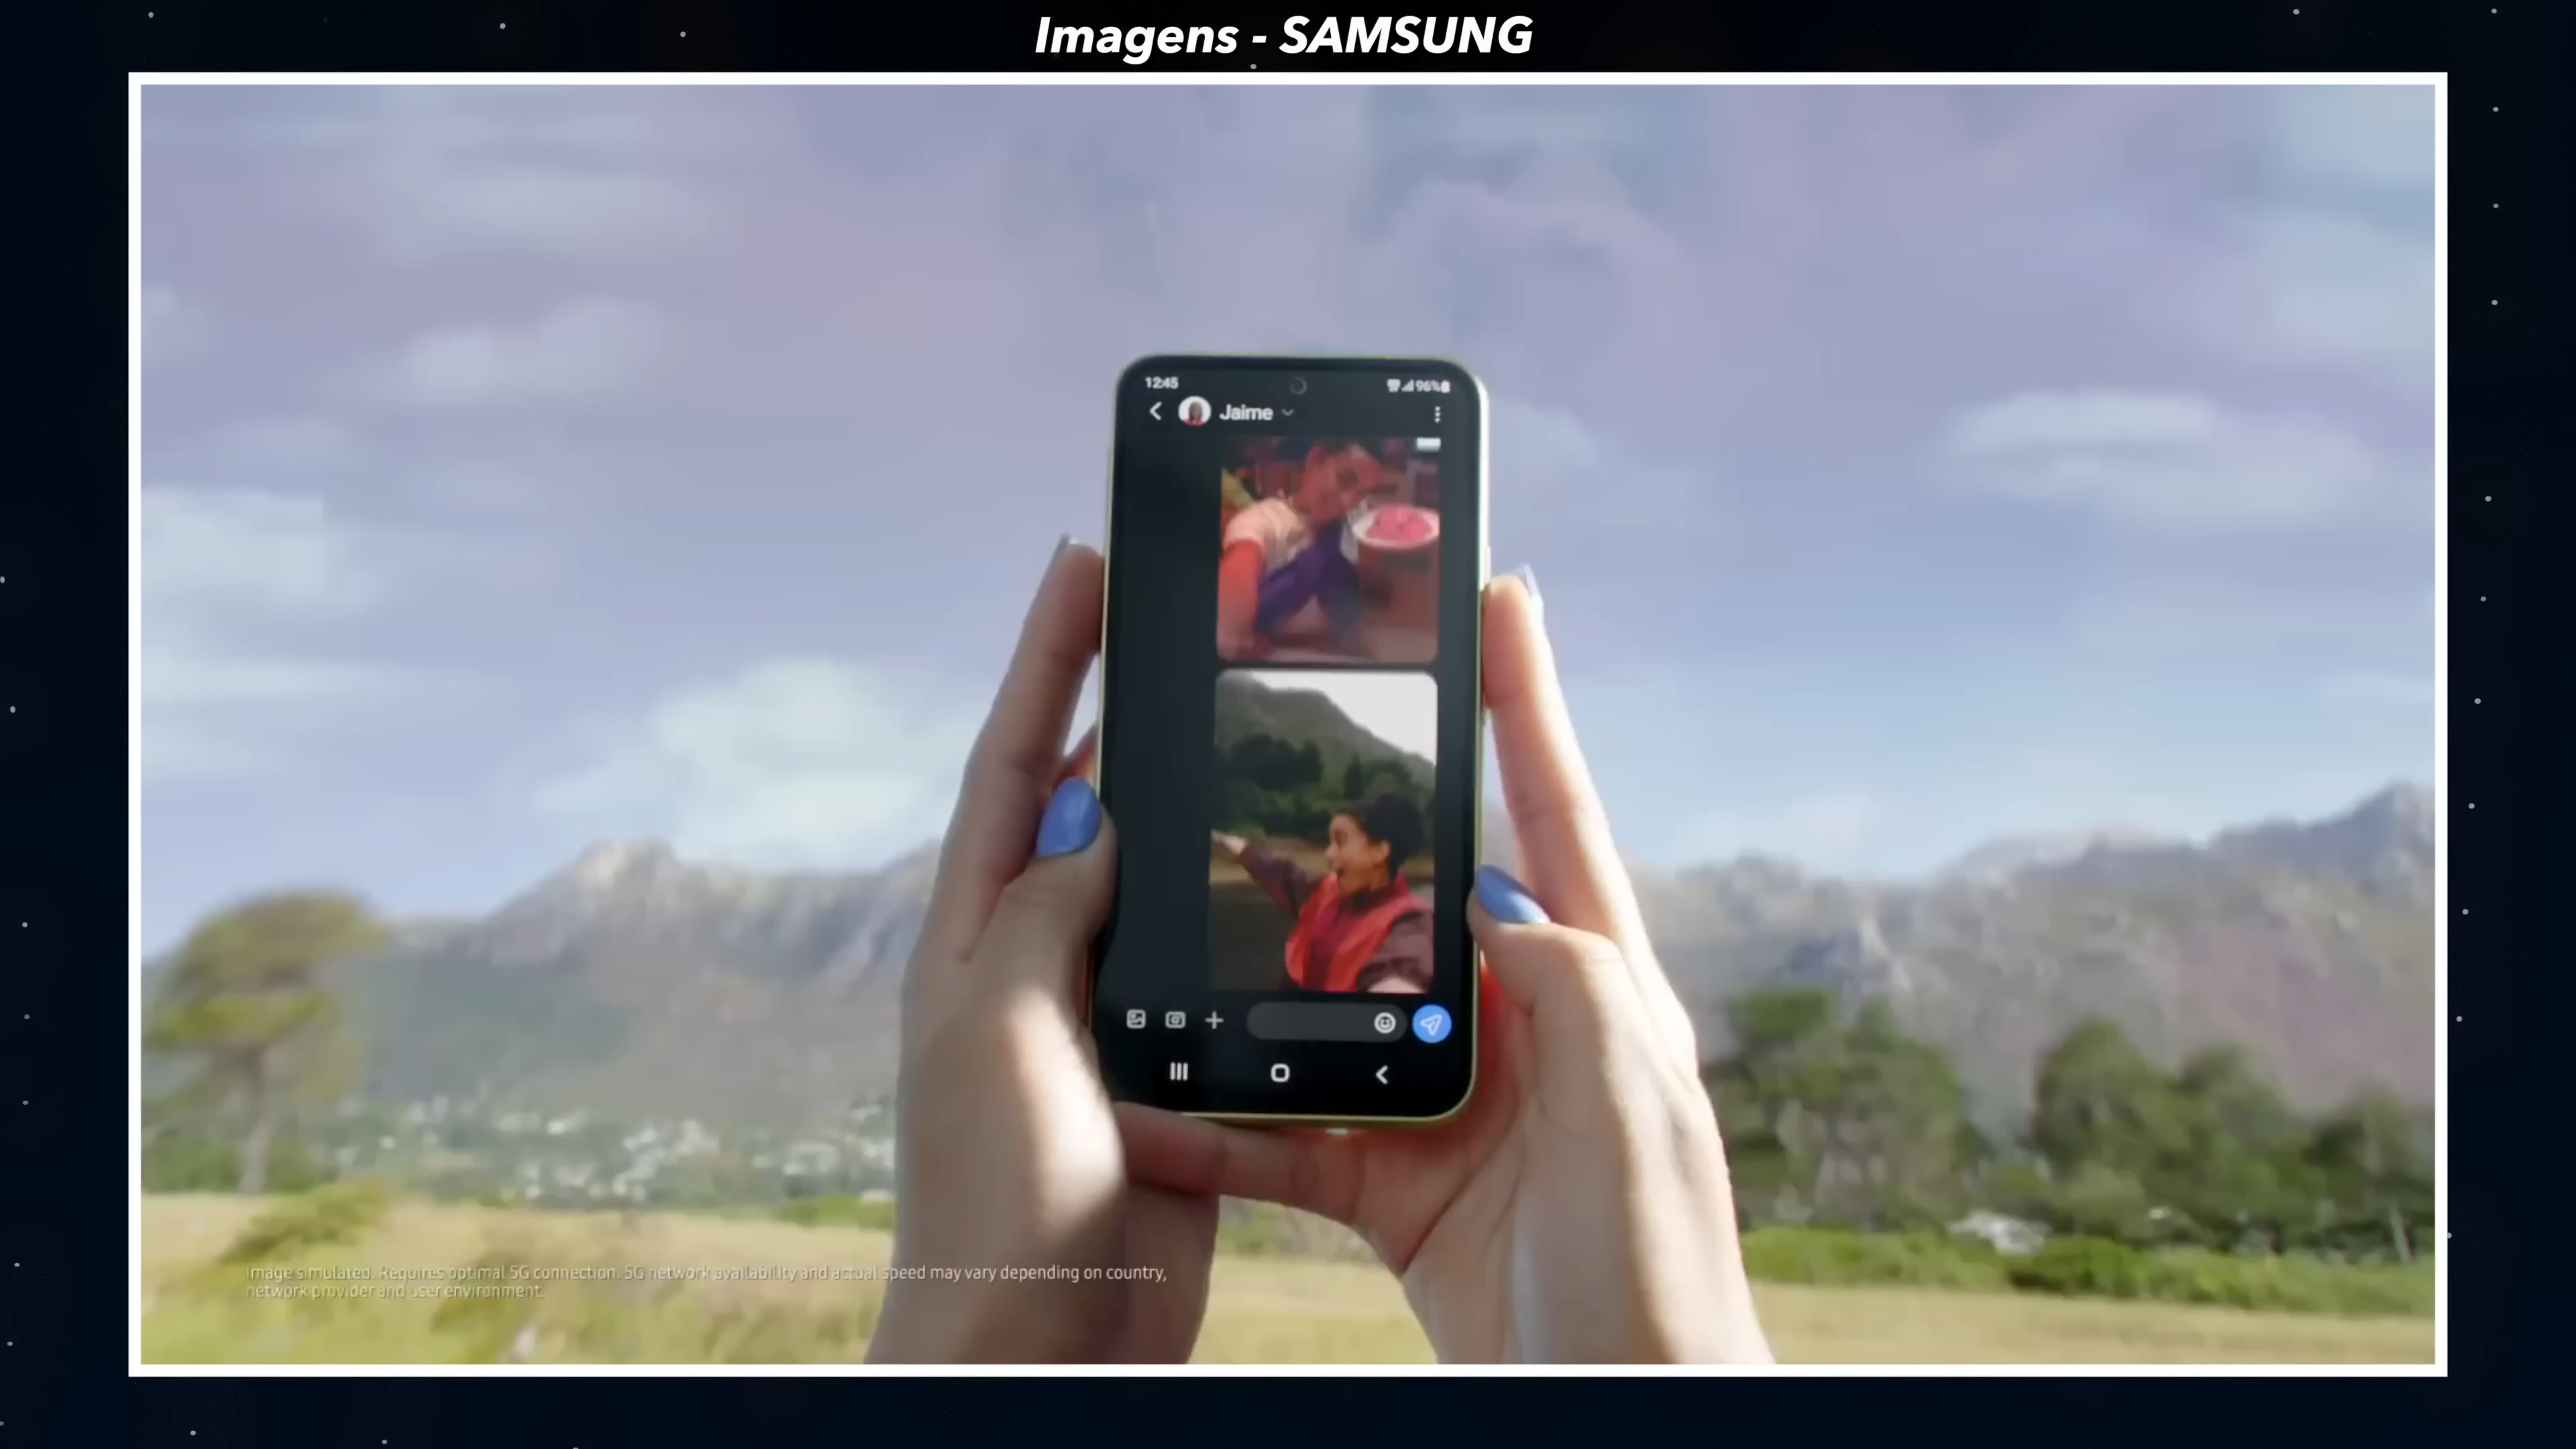 Imagens - SAMSUNG
12:45
96%
Jaime
Image simulated. Requires optimal 5G connection. 5G network availability and actual speed may vary depending on country,
network provider and user environment.